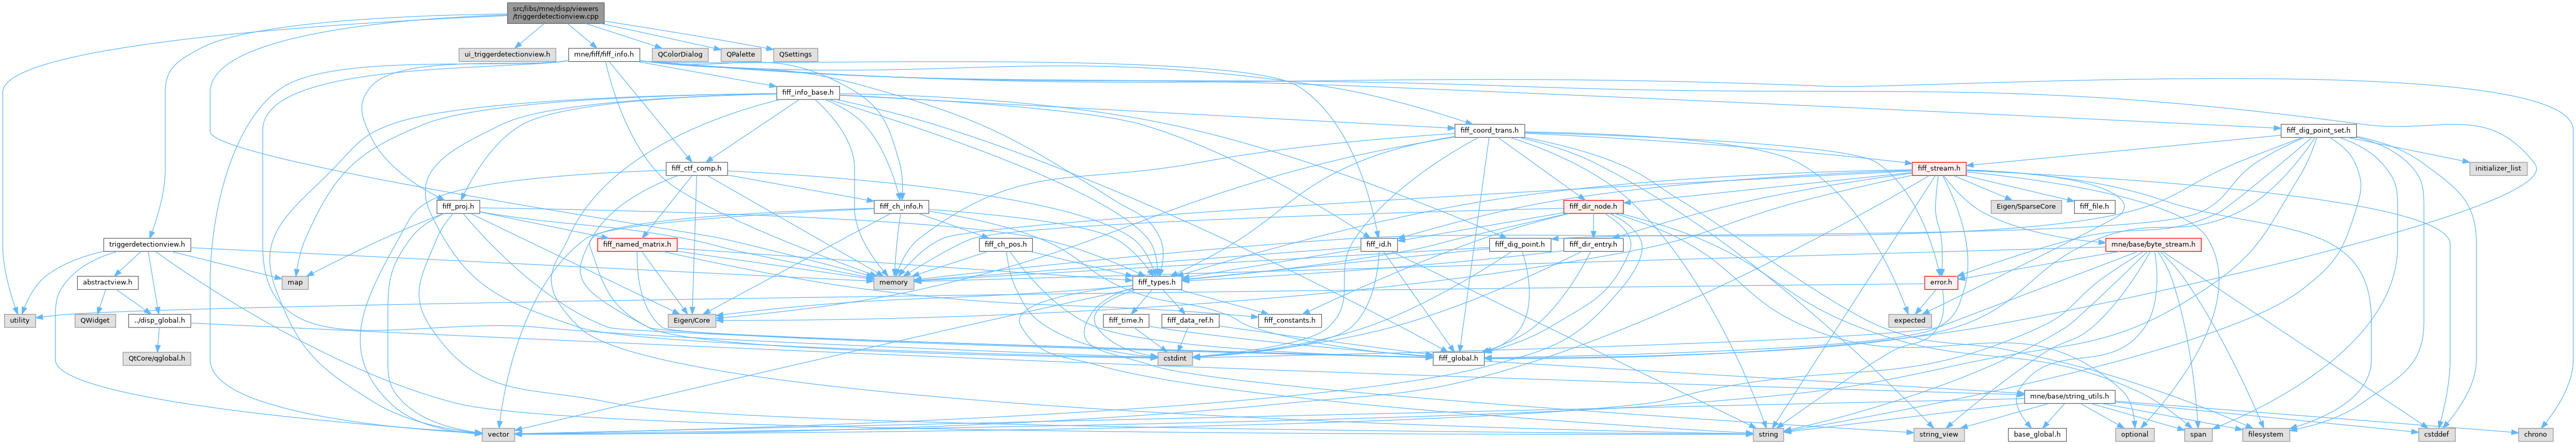 src/libs/mne/disp/viewers
/triggerdetectionview.cpp
ui_triggerdetectionview.h
mne/fiff/fiff_info.h
QColorDialog
QPalette
QSettings
fiff_info_base.h
fiff_coord_trans.h
fiff_dig_point_set.h
fiff_ctf_comp.h
fiff_stream.h
initializer_list
fiff_proj.h
fiff_ch_info.h
fiff_dir_node.h
Eigen/SparseCore
fiff_file.h
triggerdetectionview.h
fiff_named_matrix.h
fiff_ch_pos.h
fiff_id.h
fiff_dig_point.h
fiff_dir_entry.h
mne/base/byte_stream.h
abstractview.h
map
memory
fiff_types.h
error.h
utility
QWidget
../disp_global.h
Eigen/Core
fiff_time.h
fiff_data_ref.h
fiff_constants.h
expected
QtCore/qglobal.h
cstdint
fiff_global.h
mne/base/string_utils.h
vector
string
string_view
base_global.h
optional
span
filesystem
cstddef
chrono